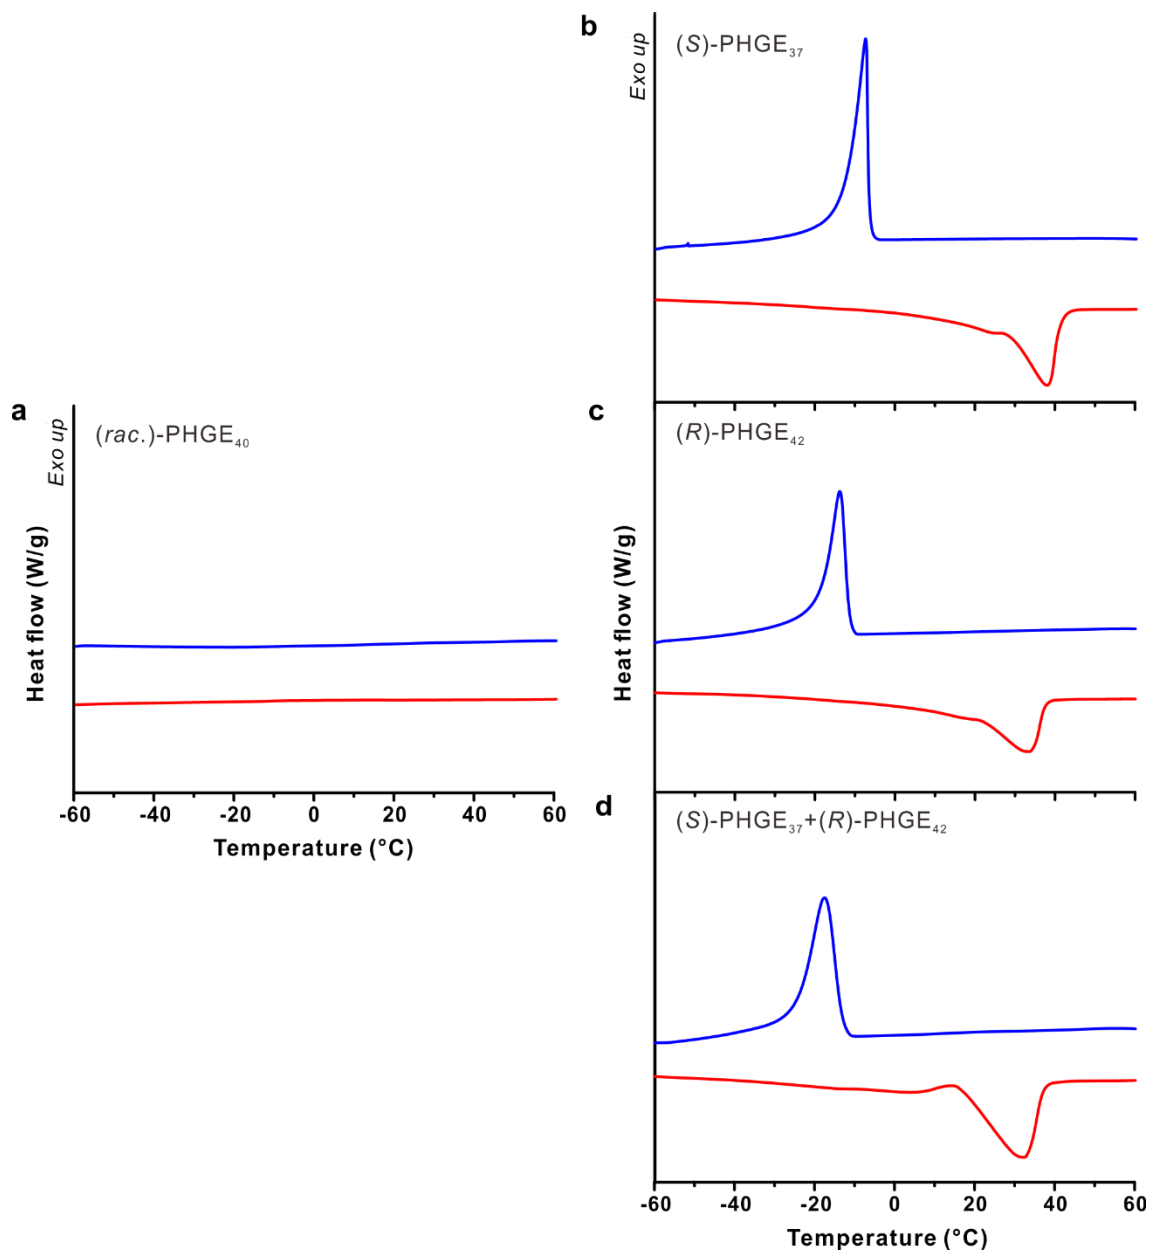 a
Exo up
(rac.)-PHGE₄₀
Heat flow (W/g)
-60 -40 -20 0 20 40 60
Temperature (°C)
b
Exo up
(S)-PHGE₃₇
c
(R)-PHGE₄₂
Heat flow (W/g)
d
(S)-PHGE₃₇+(R)-PHGE₄₂
-60 -40 -20 0 20 40 60
Temperature (°C)